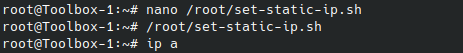 root@Toolbox-1:~# nano /root/set-static-ip.sh
root@Toolbox-1:~# /root/set-static-ip.sh
root@Toolbox-1:~# ip a